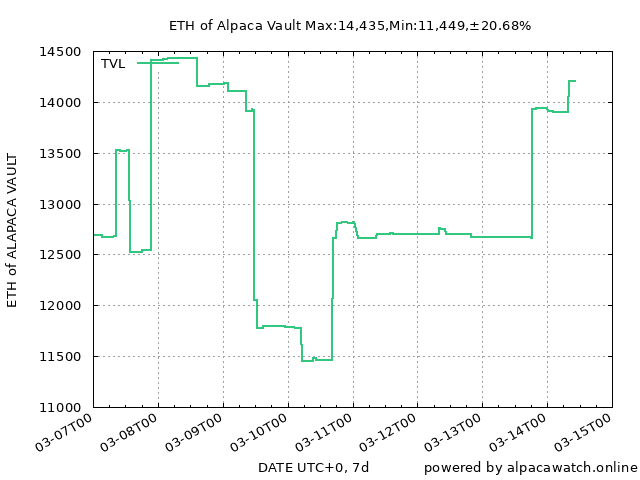 ETH of Alpaca Vault Max:14,435,Min:11,449,±20.68%
TVL
14500
14000
13500
13000
12500
12000
11500
11000
ETH of ALAPACA VAULT
03-07T00
03-08T00
03-09T00
03-10T00
03-11T00
03-12T00
03-13T00
03-14T00
03-15T00
DATE UTC+0, 7d
powered by alpacawatch.online